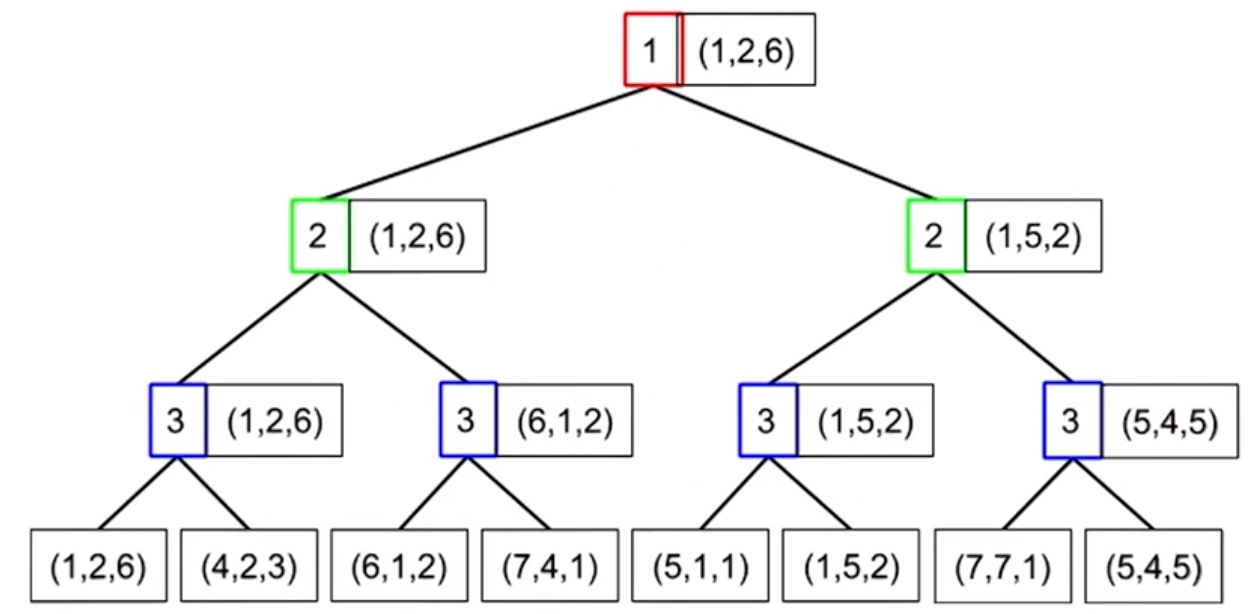 1 (1,2,6)
2 (1,2,6) 2 (1,5,2)
3 (1,2,6) 3 (6,1,2) 3 (1,5,2) 3 (5,4,5)
(1,2,6) (4,2,3) (6,1,2) (7,4,1) (5,1,1) (1,5,2) (7,7,1) (5,4,5)